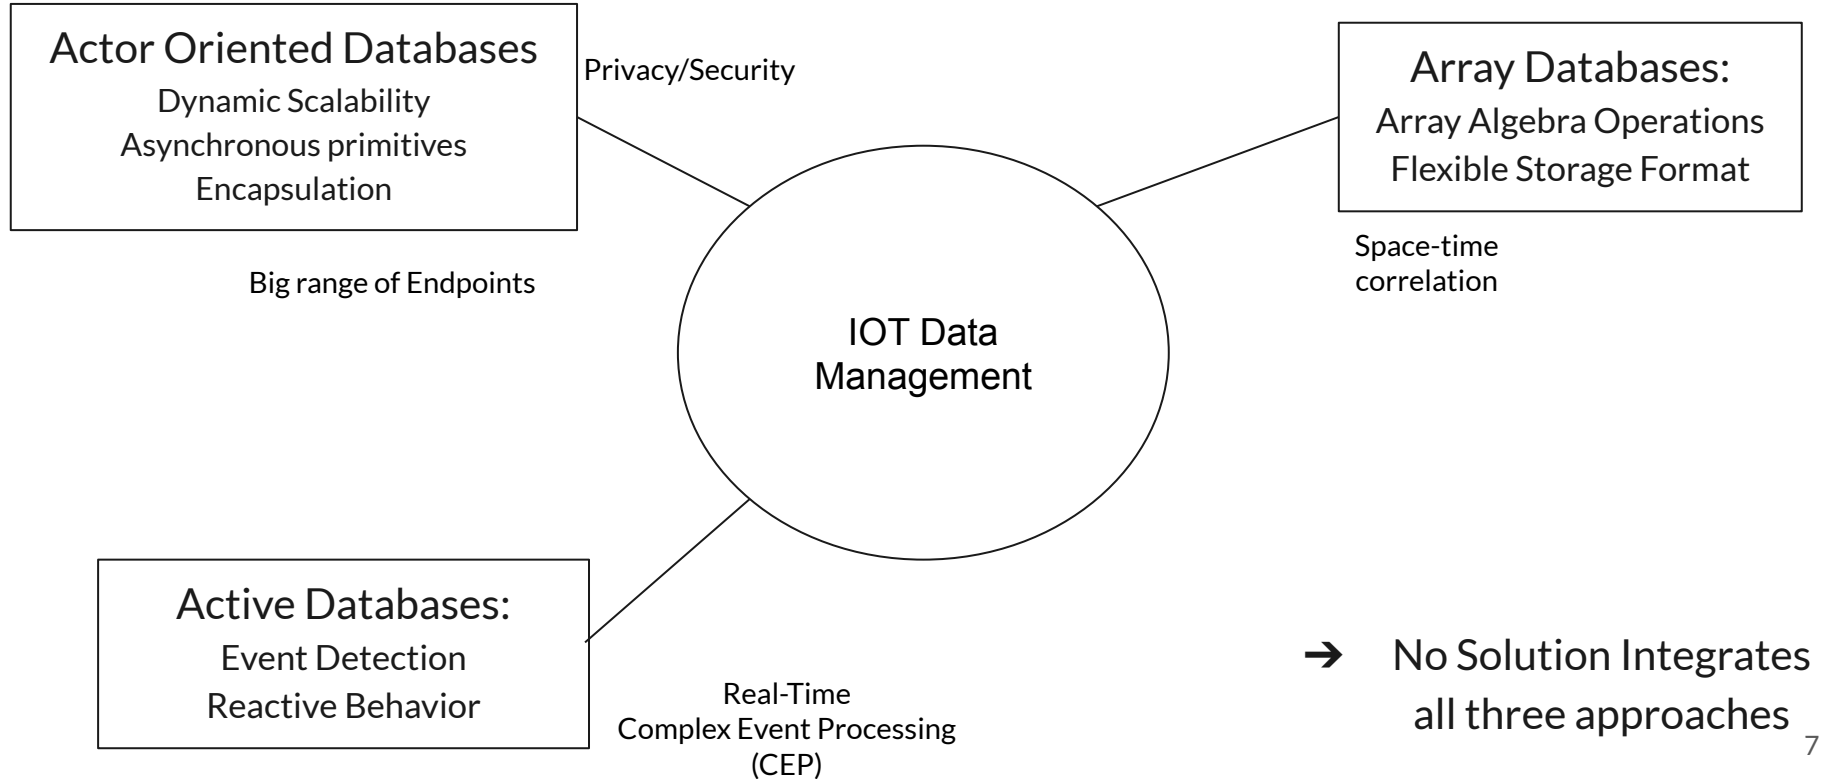 Actor Oriented Databases
Dynamic Scalability
Asynchronous primitives
Encapsulation
Privacy/Security
Big range of Endpoints
Array Databases:
Array Algebra Operations
Flexible Storage Format
Space-time
correlation
IOT Data
Management
Active Databases:
Event Detection
Reactive Behavior
Real-Time
Complex Event Processing
(CEP)
➔ No Solution Integrates
all three approaches
7